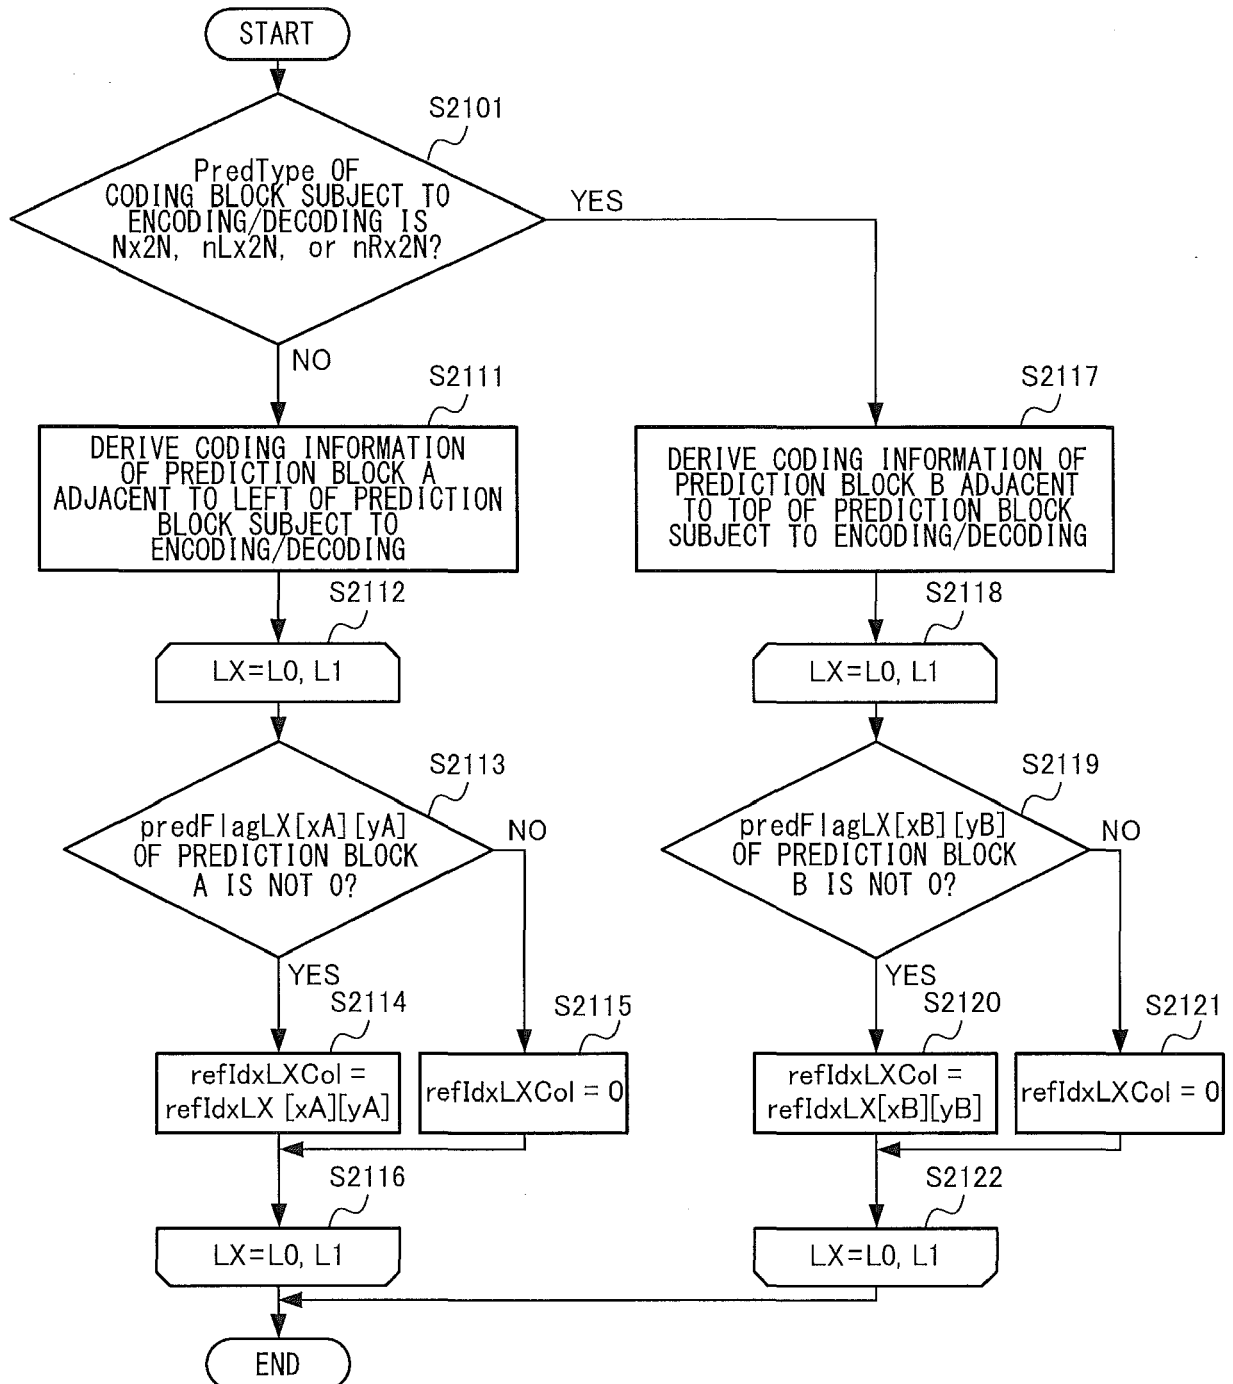 START
S2101
PredType OF
CODING BLOCK SUBJECT TO
ENCODING/DECODING IS
Nx2N, nLx2N, or nRx2N?
YES
NO
S2111
DERIVE CODING INFORMATION
OF PREDICTION BLOCK A
ADJACENT TO LEFT OF PREDICTION
BLOCK SUBJECT TO
ENCODING/DECODING
S2117
DERIVE CODING INFORMATION OF
PREDICTION BLOCK B ADJACENT
TO TOP OF PREDICTION BLOCK
SUBJECT TO ENCODING/DECODING
S2112
LX=L0, L1
S2118
LX=L0, L1
S2113
predFlagLX[xA][yA]
OF PREDICTION BLOCK
A IS NOT 0?
NO
YES
S2119
predFlagLX[xB][yB]
OF PREDICTION BLOCK
B IS NOT 0?
NO
YES
S2114
refIdxLXCol =
refIdxLX [xA][yA]
S2115
refIdxLXCol = 0
S2120
refIdxLXCol =
refIdxLX[xB][yB]
S2121
refIdxLXCol = 0
S2116
LX=L0, L1
S2122
LX=L0, L1
END